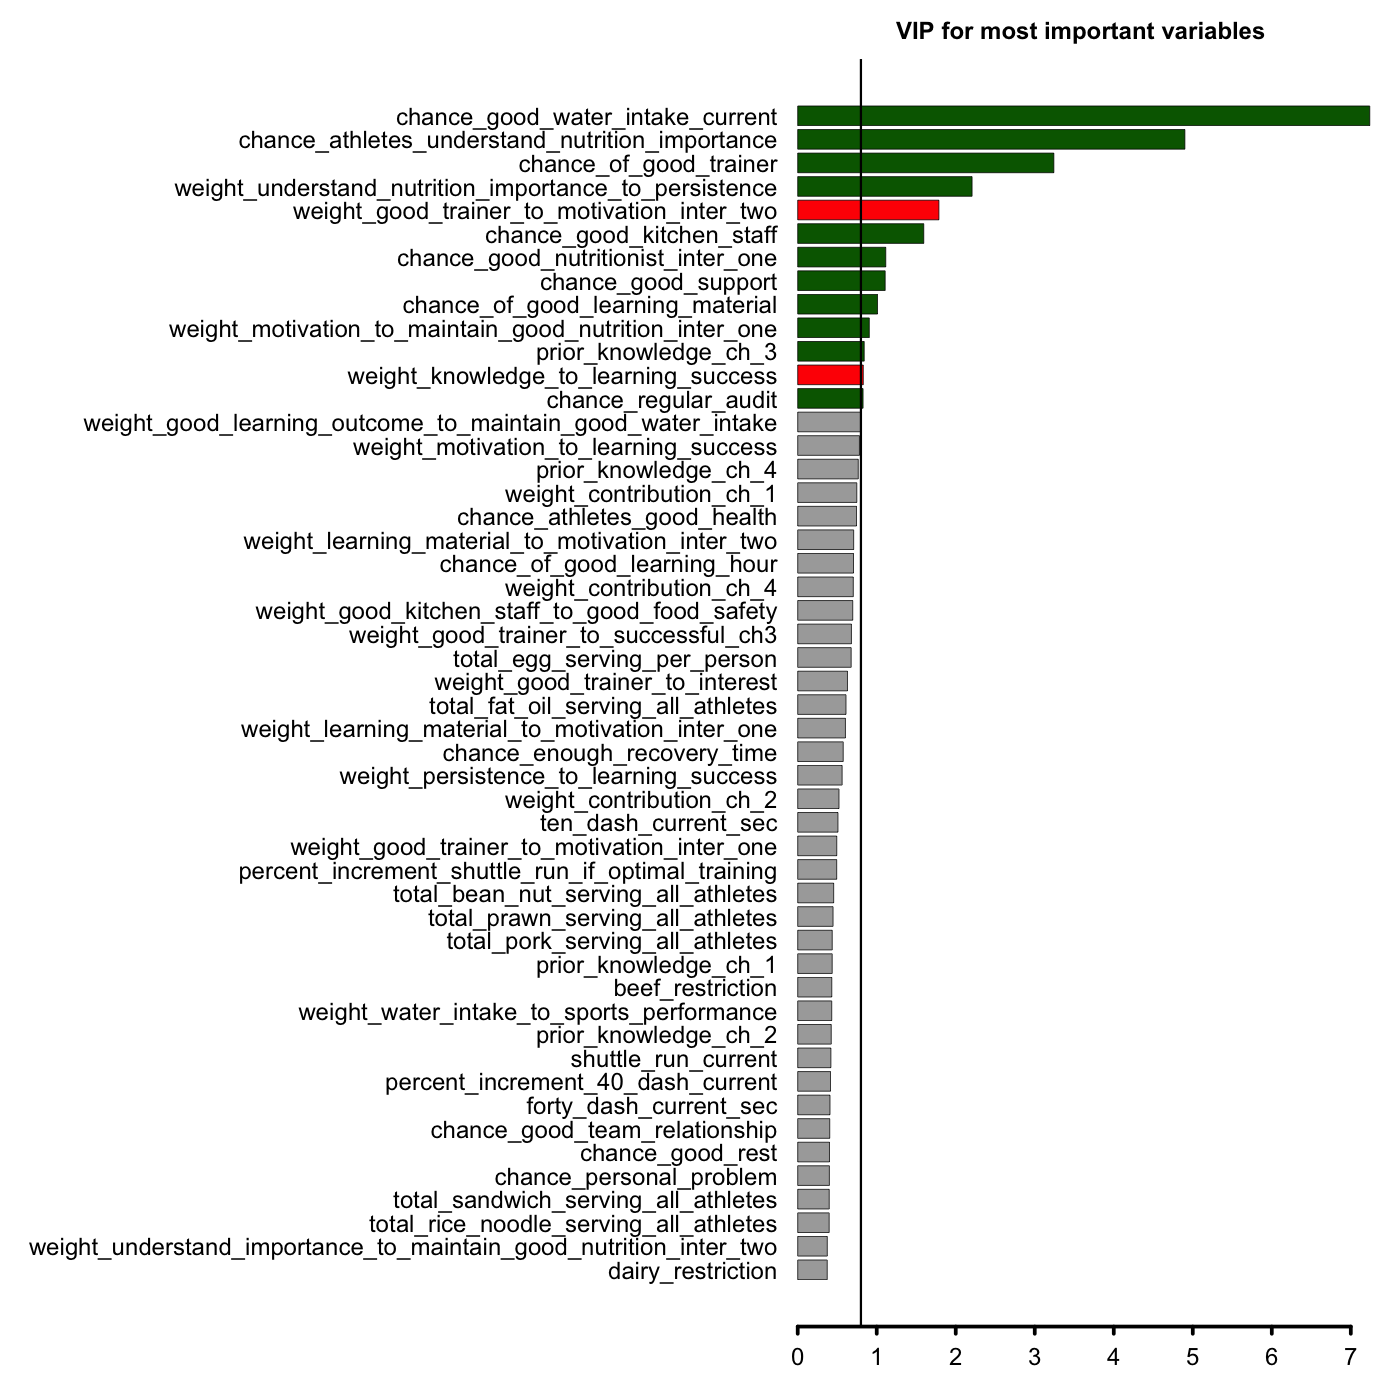 VIP for most important variables
chance_good_water_intake_current
chance_athletes_understand_nutrition_importance
chance_of_good_trainer
weight_understand_nutrition_importance_to_persistence
weight_good_trainer_to_motivation_inter_two
chance_good_kitchen_staff
chance_good_nutritionist_inter_one
chance_good_support
chance_of_good_learning_material
weight_motivation_to_maintain_good_nutrition_inter_one
prior_knowledge_ch_3
weight_knowledge_to_learning_success
chance_regular_audit
weight_good_learning_outcome_to_maintain_good_water_intake
weight_motivation_to_learning_success
prior_knowledge_ch_4
weight_contribution_ch_1
chance_athletes_good_health
weight_learning_material_to_motivation_inter_two
chance_of_good_learning_hour
weight_contribution_ch_4
weight_good_kitchen_staff_to_good_food_safety
weight_good_trainer_to_successful_ch3
total_egg_serving_per_person
weight_good_trainer_to_interest
total_fat_oil_serving_all_athletes
weight_learning_material_to_motivation_inter_one
chance_enough_recovery_time
weight_persistence_to_learning_success
weight_contribution_ch_2
ten_dash_current_sec
weight_good_trainer_to_motivation_inter_one
percent_increment_shuttle_run_if_optimal_training
total_bean_nut_serving_all_athletes
total_prawn_serving_all_athletes
total_pork_serving_all_athletes
prior_knowledge_ch_1
beef_restriction
weight_water_intake_to_sports_performance
prior_knowledge_ch_2
shuttle_run_current
percent_increment_40_dash_current
forty_dash_current_sec
chance_good_team_relationship
chance_good_rest
chance_personal_problem
total_sandwich_serving_all_athletes
total_rice_noodle_serving_all_athletes
weight_understand_importance_to_maintain_good_nutrition_inter_two
dairy_restriction
0 1 2 3 4 5 6 7